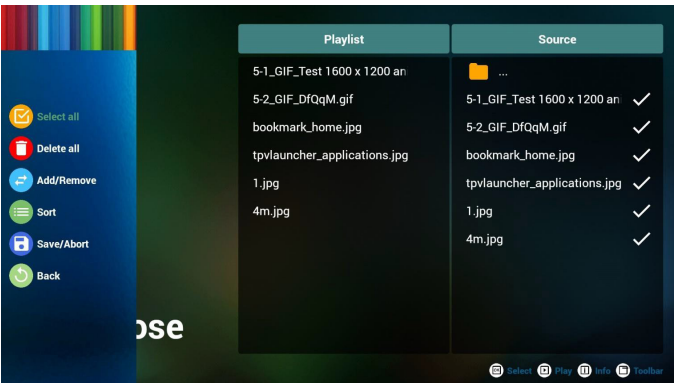 Playlist
Source
5-1_GIF_Test 1600 x 1200 an
5-2_GIF_DfQqM.gif
bookmark_home.jpg
tpvlauncher_applications.jpg
1.jpg
4m.jpg
...
5-1_GIF_Test 1600 x 1200 an
5-2_GIF_DfQqM.gif
bookmark_home.jpg
tpvlauncher_applications.jpg
1.jpg
4m.jpg
Select all
Delete all
Add/Remove
Sort
Save/Abort
Back
ose
Select Play Info Toolbar